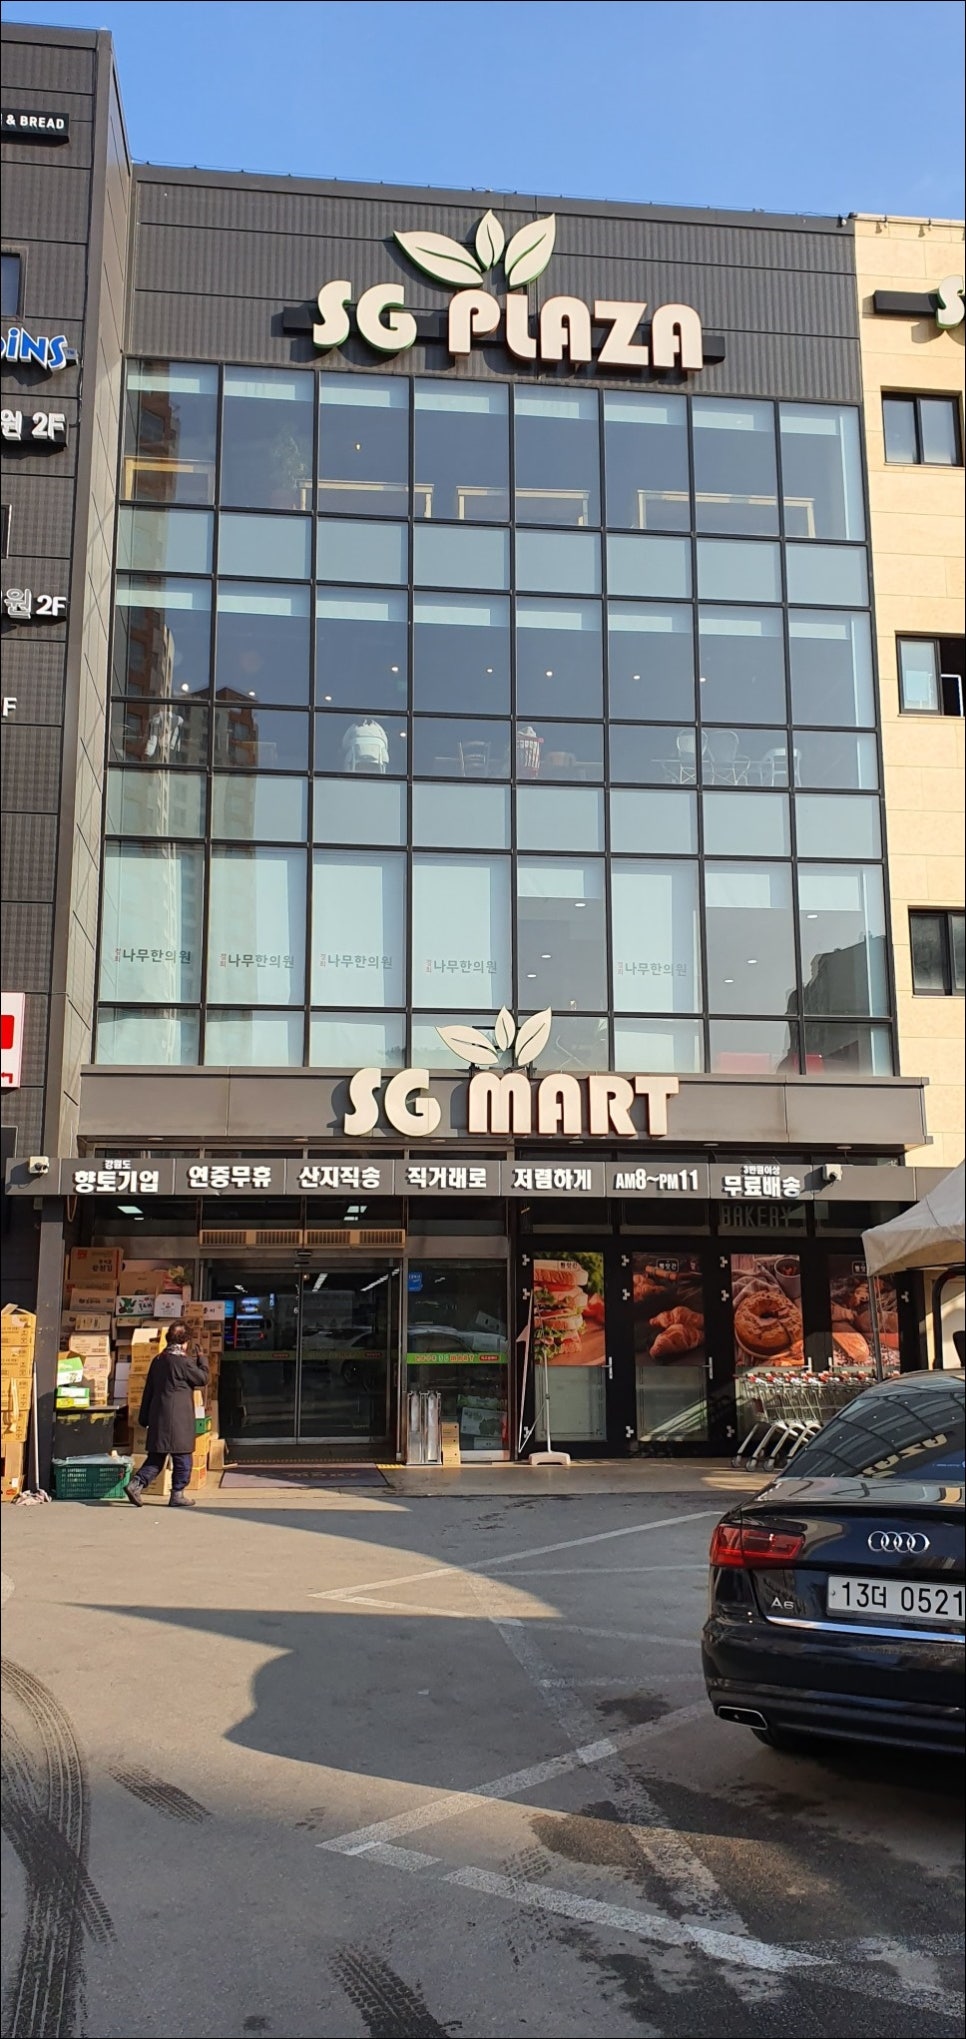 & BREAD
SG PLAZA
S
OiNS
원 2F
원 2F
F
나무한의원 나무한의원 나무한의원 나무한의원 나무한의원
SG MART
강원도
향토기업 연중무휴 산지직송 직거래로 저렴하게 AM8~PM11 3만원이상 무료배송
BAKERY
A6
13더 0521